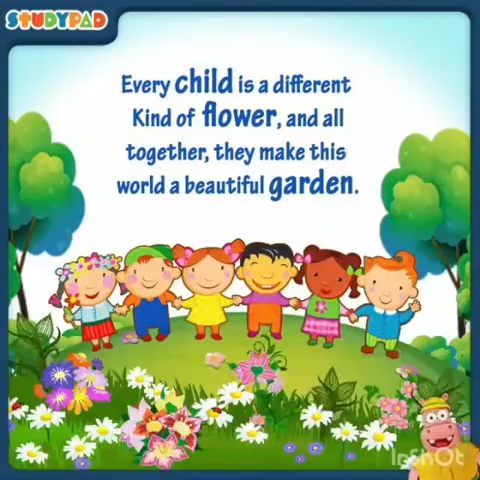 STUDYPAD
Every child is a different
Kind of flower, and all
together, they make this
world a beautiful garden.
InShOt